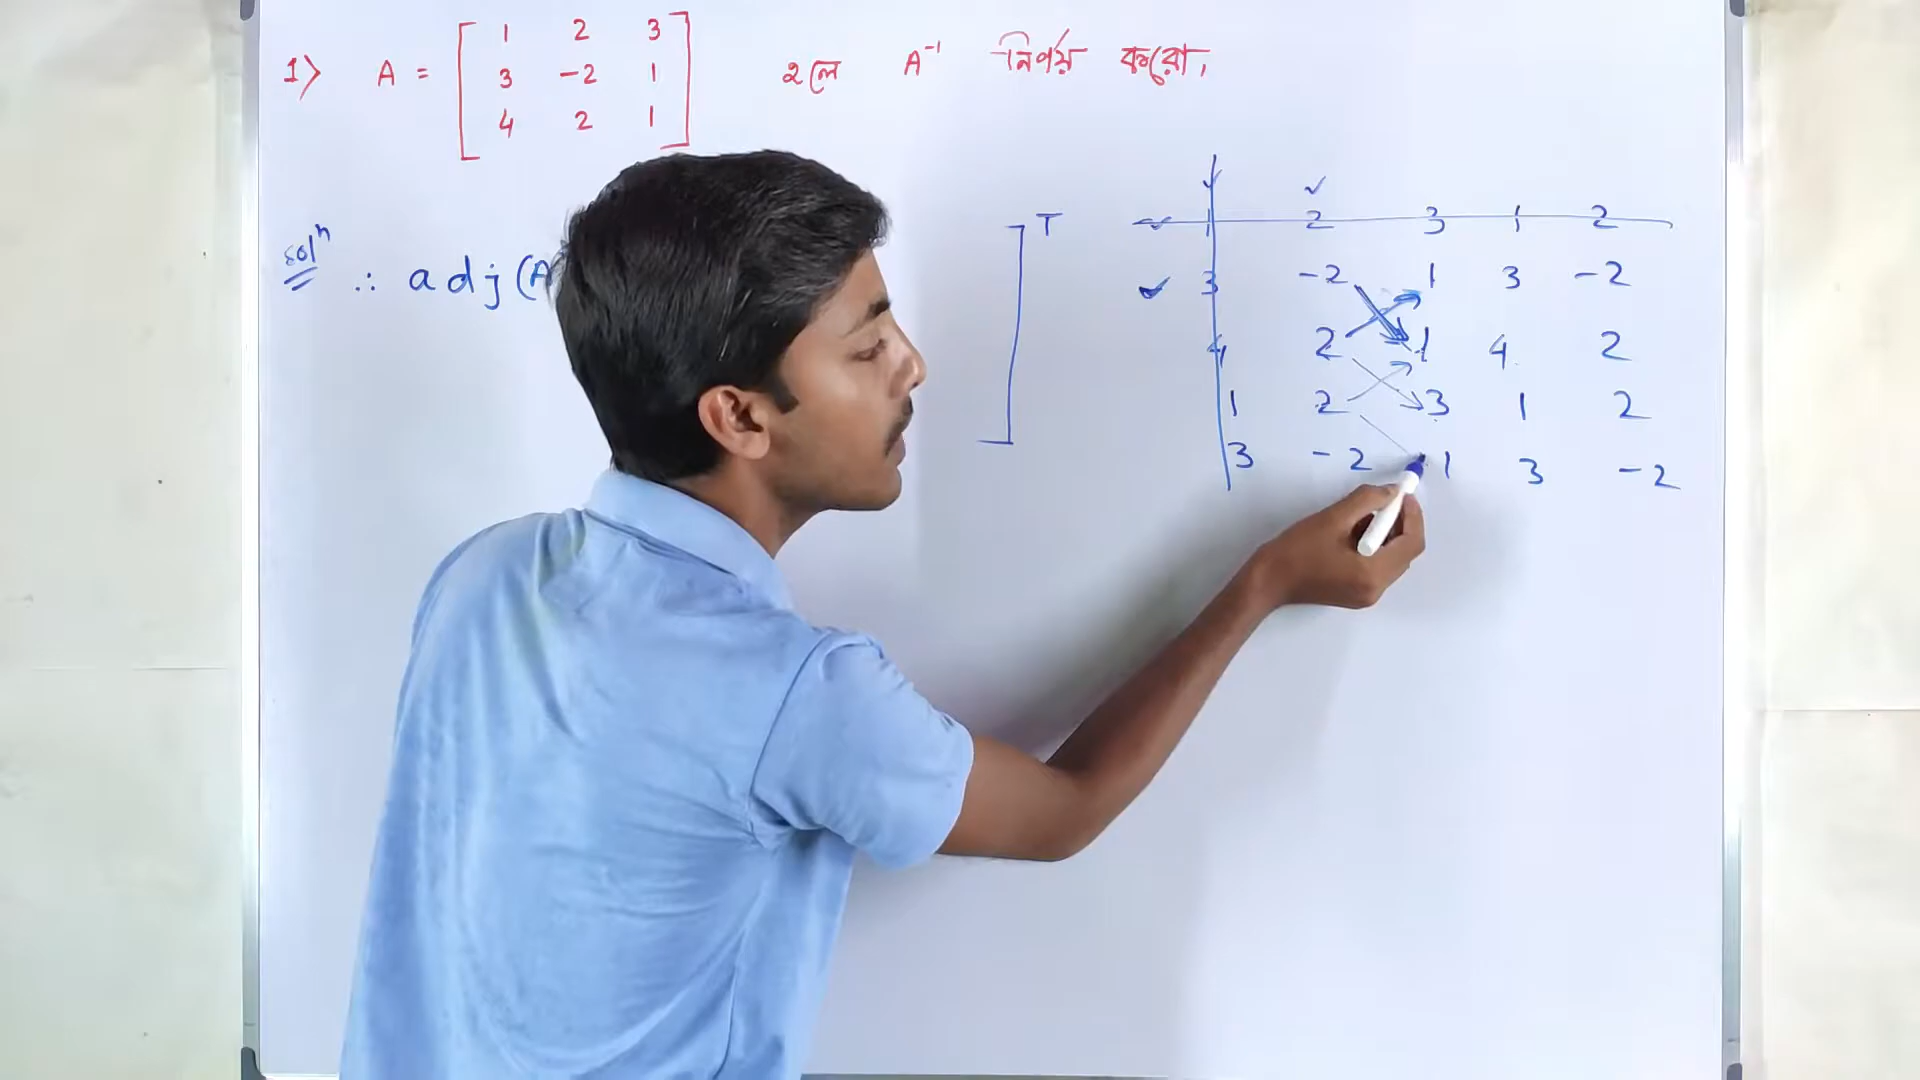 1> A = [ 1 2 3
3 -2 1
4 2 1 ] হলে A⁻¹ নির্ণয় করো।
solⁿ ∴ adj(A
] T
1 2 3 1 2
3 -2 1 3 -2
4 2 1 4 2
1 2 3 1 2
3 -2 1 3 -2